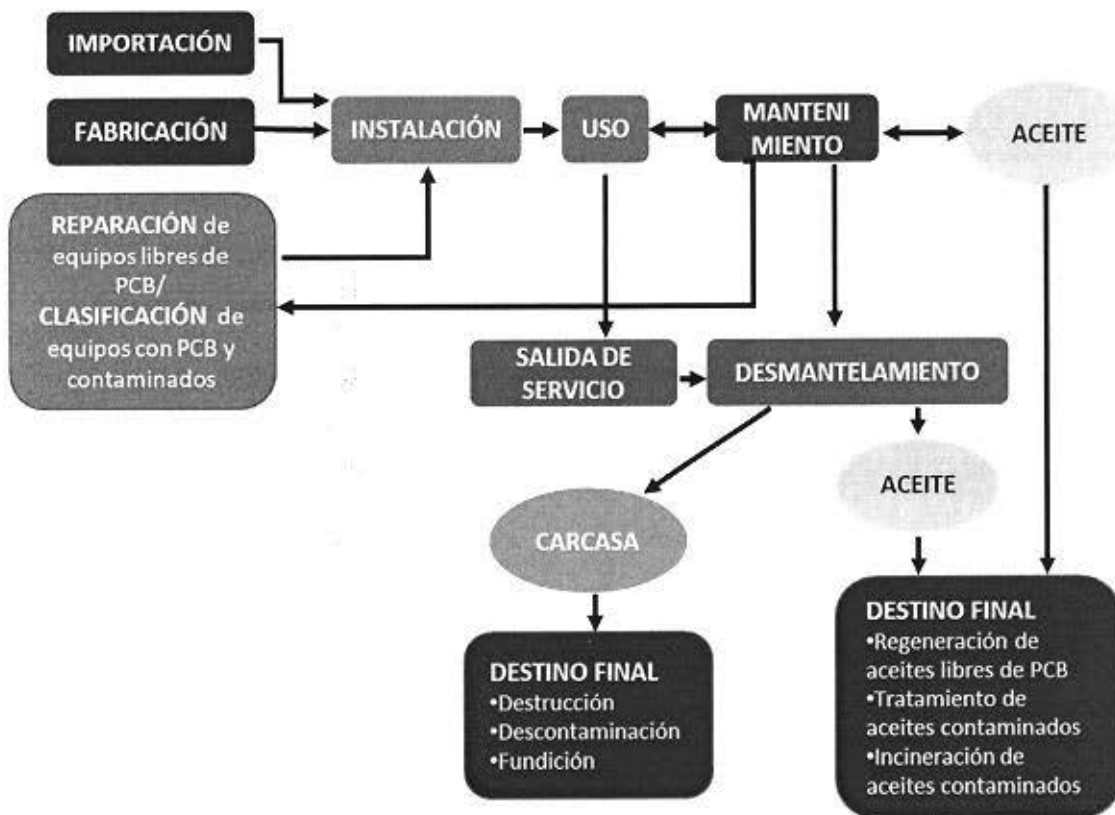 IMPORTACIÓN
FABRICACIÓN
INSTALACIÓN
USO
MANTENI
MIENTO
ACEITE
REPARACIÓN de
equipos libres de
PCB/
CLASIFICACIÓN de
equipos con PCB y
contaminados
SALIDA DE
SERVICIO
DESMANTELAMIENTO
CARCASA
ACEITE
DESTINO FINAL
•Destrucción
•Descontaminación
•Fundición
DESTINO FINAL
•Regeneración de
aceites libres de PCB
•Tratamiento de
aceites contaminados
•Incineración de
aceites contaminados